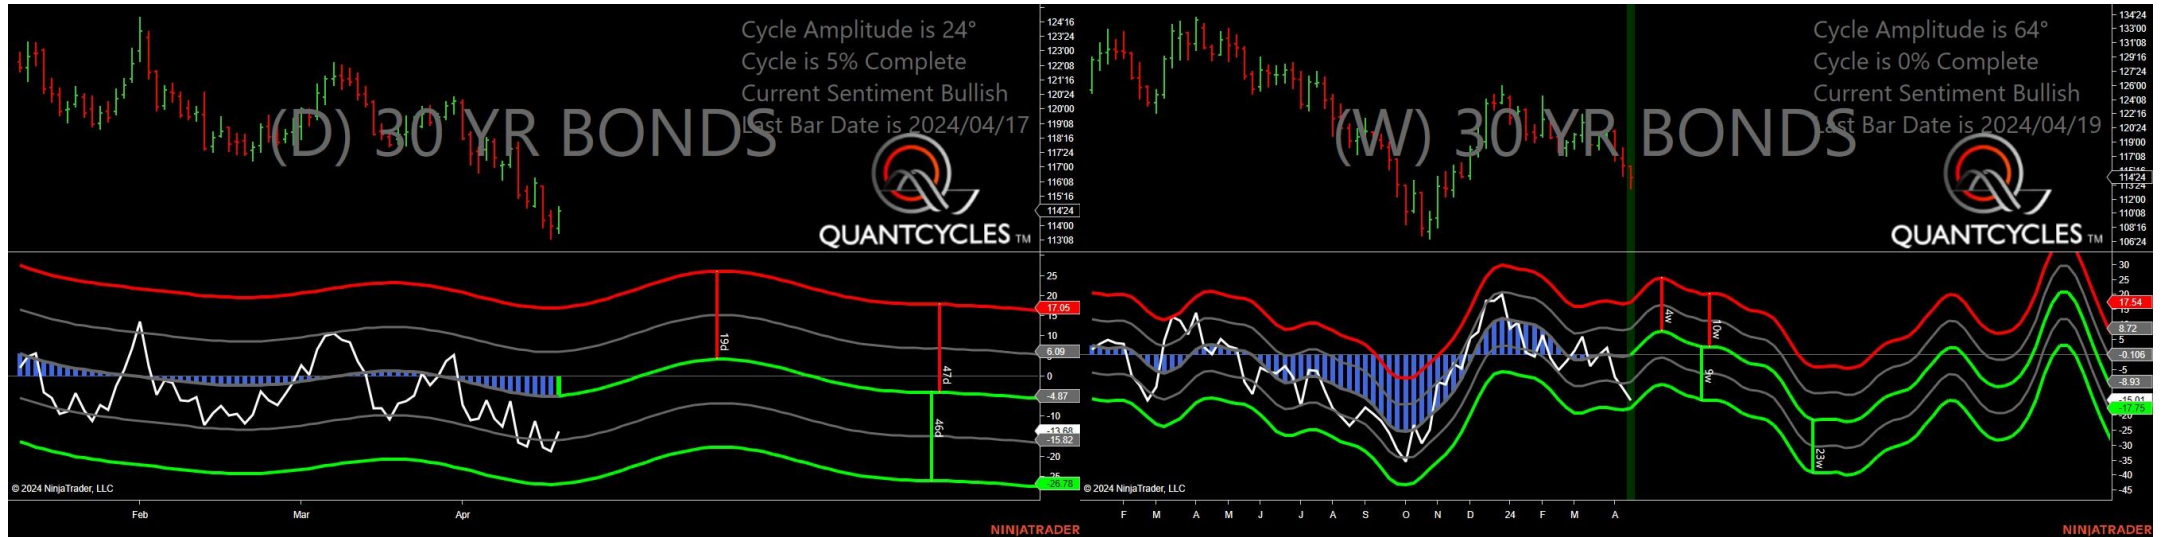 Cycle Amplitude is 24°
Cycle is 5% Complete
Current Sentiment Bullish
Last Bar Date is 2024/04/17
(D) 30 YR BONDS
QUANTCYCLES TM
124'16
123'24
123'00
122'08
121'16
120'24
120'00
119'08
118'16
117'24
117'00
116'08
115'16
114'24
114'00
113'08
25
20
17.05
15
10
6.09
0
-4.87
-10
-13.68
-15.82
-20
-26.78
19d
47d
46d
© 2024 NinjaTrader, LLC
Feb
Mar
Apr
NINJATRADER
Cycle Amplitude is 64°
Cycle is 0% Complete
Current Sentiment Bullish
Last Bar Date is 2024/04/19
(W) 30 YR BONDS
QUANTCYCLES TM
134'24
133'00
131'08
129'16
127'24
126'00
124'08
122'16
120'24
119'00
117'08
114'24
113'24
112'00
110'08
108'16
106'24
30
25
17.54
8.72
5
-0.106
-5
-8.93
-15.01
-17.75
-25
-30
-35
-40
-45
4w
10w
9w
23w
© 2024 NinjaTrader, LLC
F
M
A
M
J
J
A
S
O
N
D
24
F
M
A
NINJATRADER